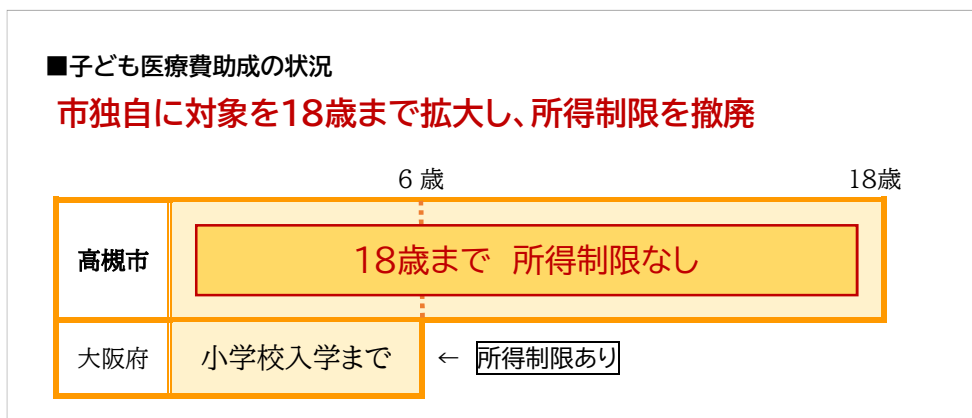 ■子ども医療費助成の状況
市独自に対象を18歳まで拡大し、所得制限を撤廃
6 歳 18歳
高槻市 18歳まで 所得制限なし
大阪府 小学校入学まで ← 所得制限あり